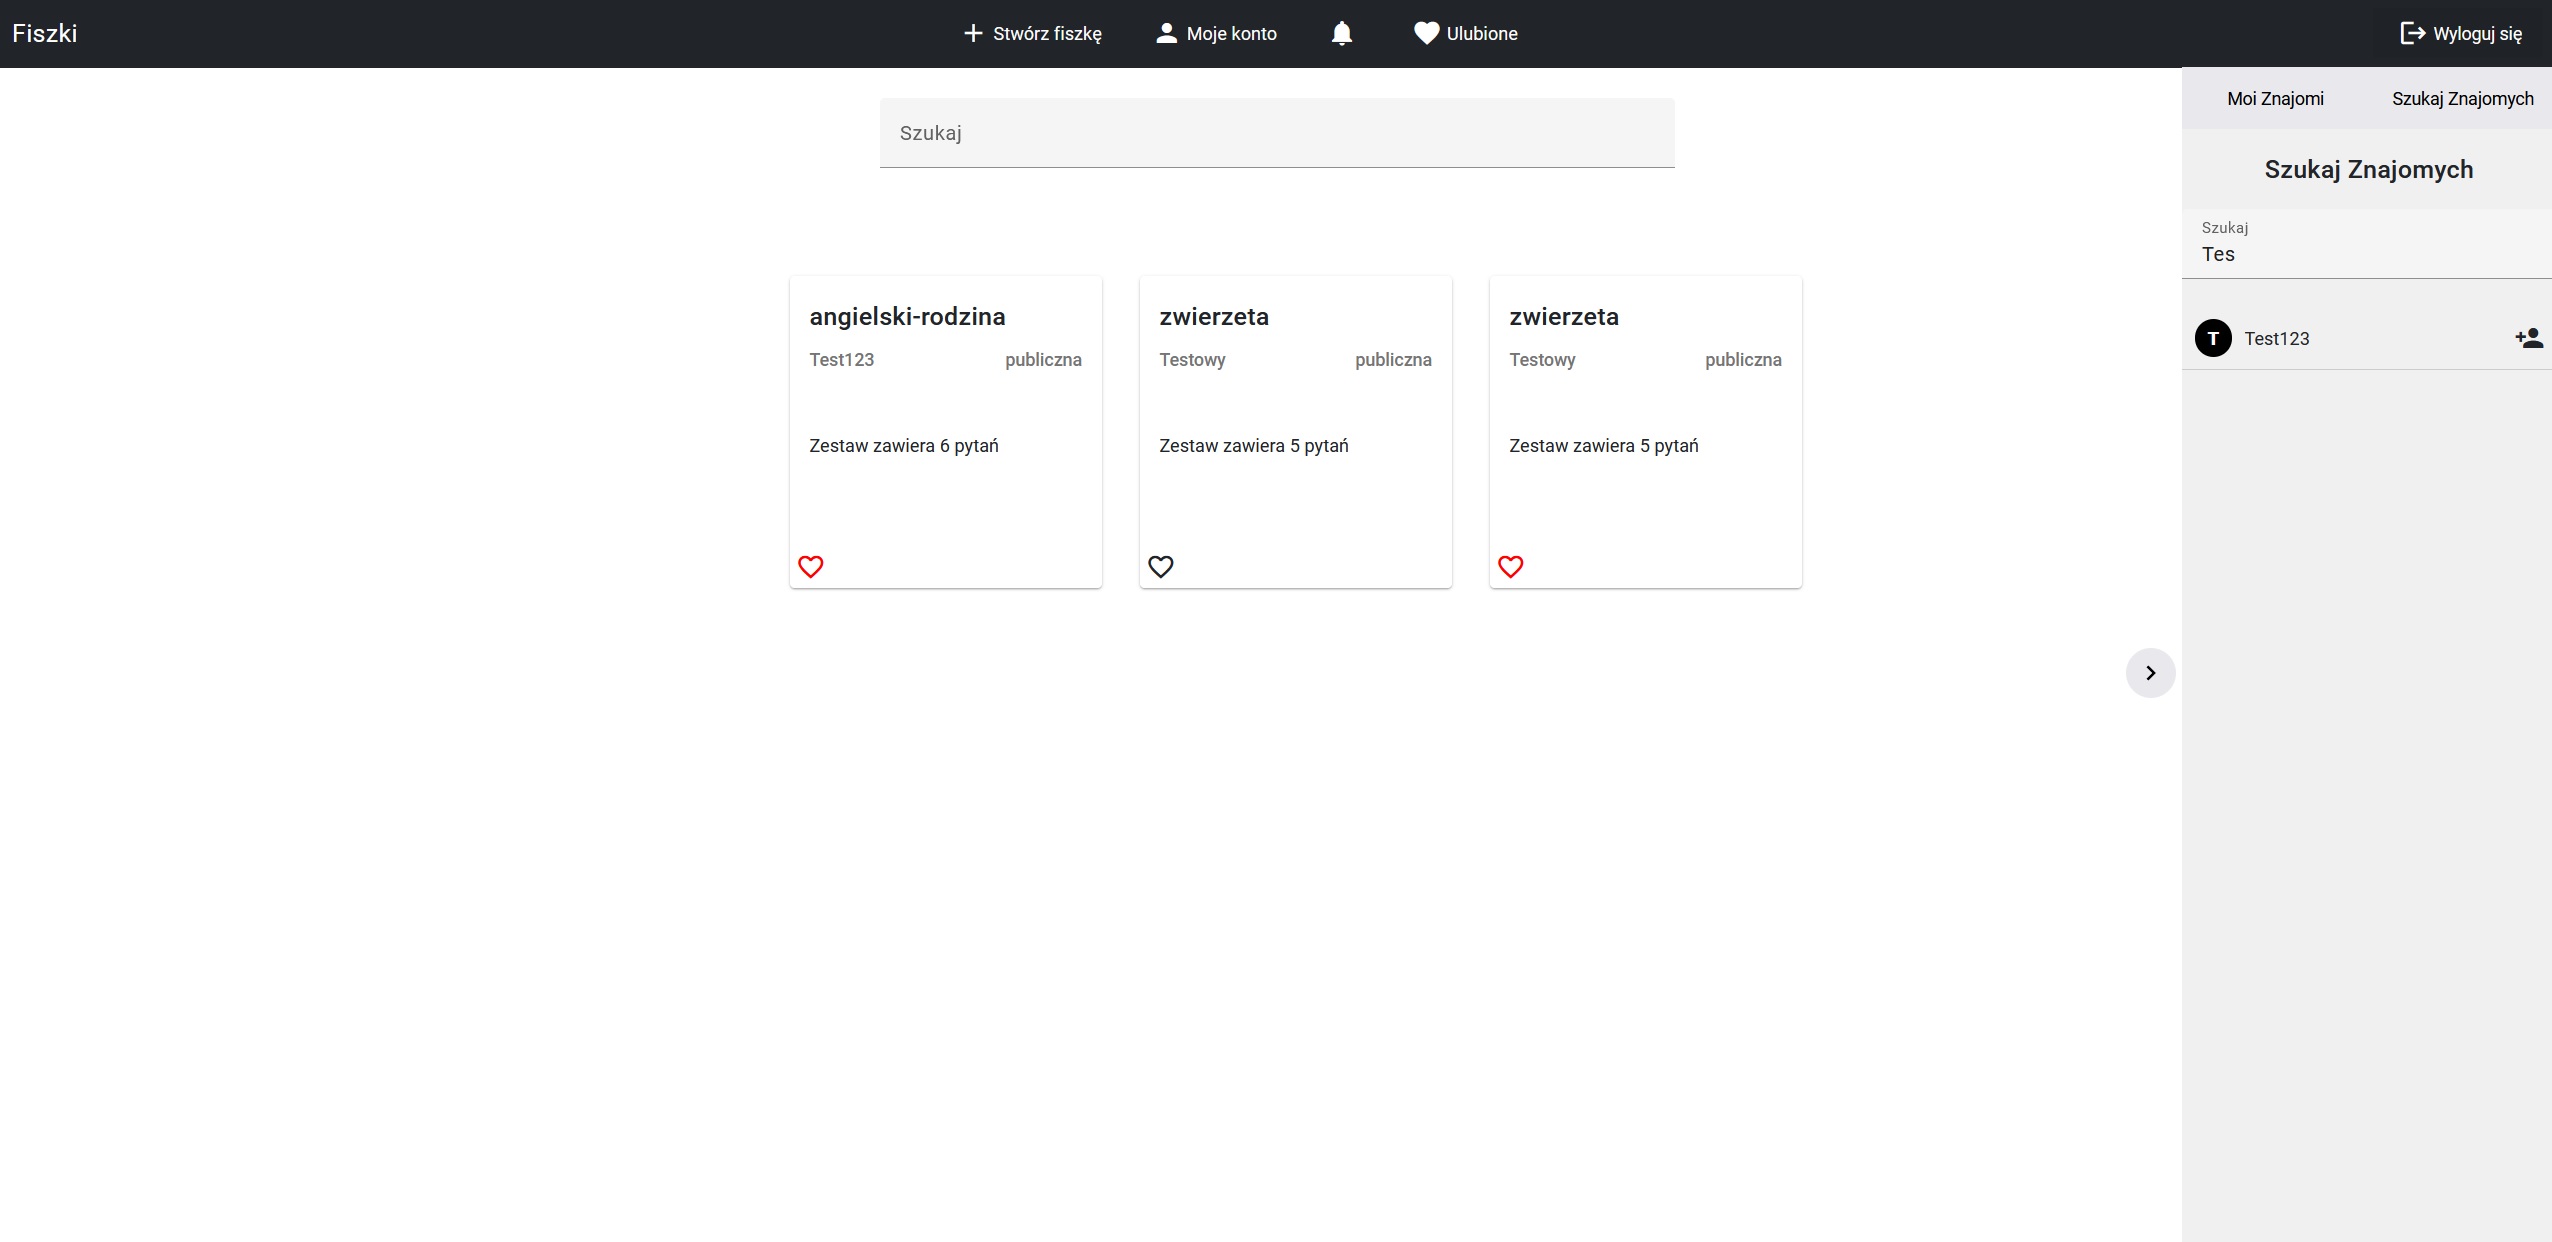 Fiszki
Stwórz fiszkę
Moje konto
Ulubione
Wyloguj się
Szukaj
angielski-rodzina
Test123 publiczna
Zestaw zawiera 6 pytań
zwierzeta
Testowy publiczna
Zestaw zawiera 5 pytań
zwierzeta
Testowy publiczna
Zestaw zawiera 5 pytań
Moi Znajomi
Szukaj Znajomych
Szukaj Znajomych
Szukaj
Tes
T Test123